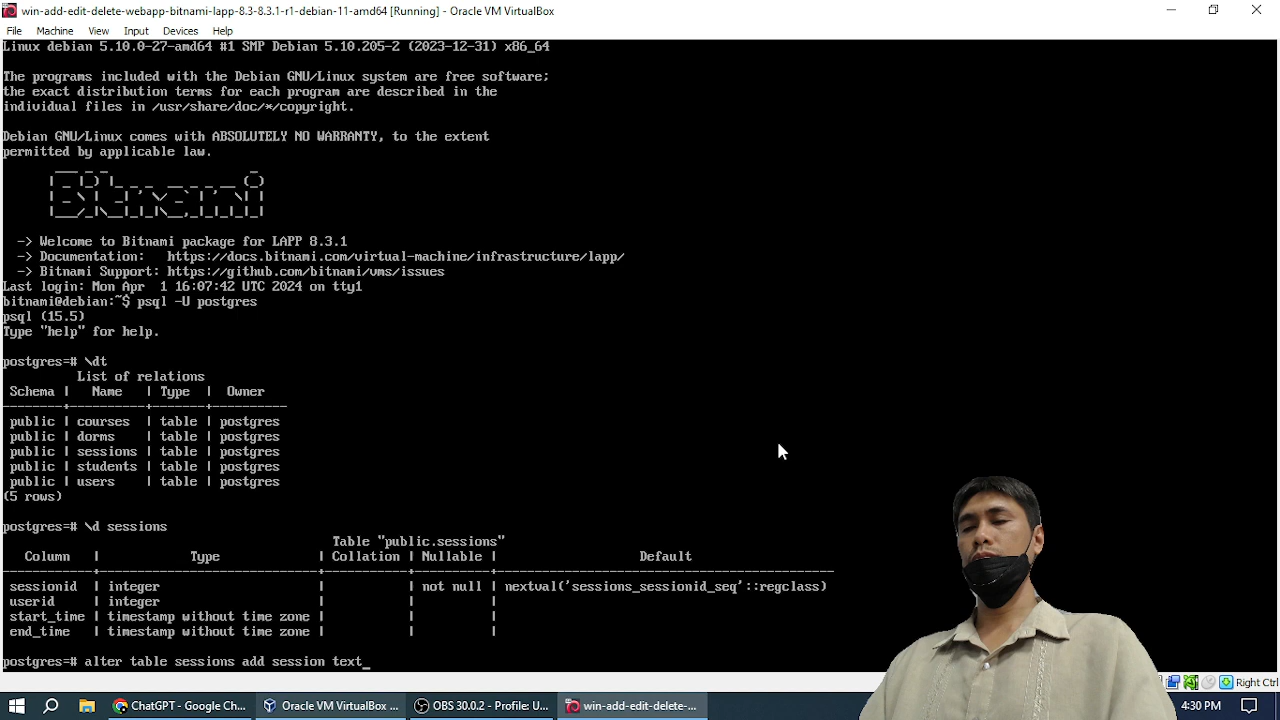 win-add-edit-delete-webapp-bitnami-lapp-8.3-8.3.1-r1-debian-11-amd64 [Running] - Oracle VM VirtualBox
File Machine View Input Devices Help
Linux debian 5.10.0-27-amd64 #1 SMP Debian 5.10.205-2 (2023-12-31) x86_64
The programs included with the Debian GNU/Linux system are free software;
the exact distribution terms for each program are described in the
individual files in /usr/share/doc/*/copyright.
Debian GNU/Linux comes with ABSOLUTELY NO WARRANTY, to the extent
permitted by applicable law.
Bitnami
-> Welcome to Bitnami package for LAPP 8.3.1
-> Documentation: https://docs.bitnami.com/virtual-machine/infrastructure/lapp/
-> Bitnami Support: https://github.com/bitnami/vms/issues
Last login: Mon Apr 1 16:07:42 UTC 2024 on tty1
bitnami@debian:~$ psql -U postgres
psql (15.5)
Type "help" for help.
postgres=# \dt
List of relations
Schema | Name | Type | Owner
--------+----------+-------+----------
public | courses | table | postgres
public | dorms | table | postgres
public | sessions | table | postgres
public | students | table | postgres
public | users | table | postgres
(5 rows)
postgres=# \d sessions
Table "public.sessions"
Column | Type | Collation | Nullable | Default
------------+-----------------------------+-----------+----------+---------------------------------------------
sessionid | integer | | not null | nextval('sessions_sessionid_seq'::regclass)
userid | integer | | |
start_time | timestamp without time zone | | |
end_time | timestamp without time zone | | |
postgres=# alter table sessions add session text_
Right Ctrl
ChatGPT - Google Ch... Oracle VM VirtualBox ... OBS 30.0.2 - Profile: U... win-add-edit-delete-... 4:30 PM